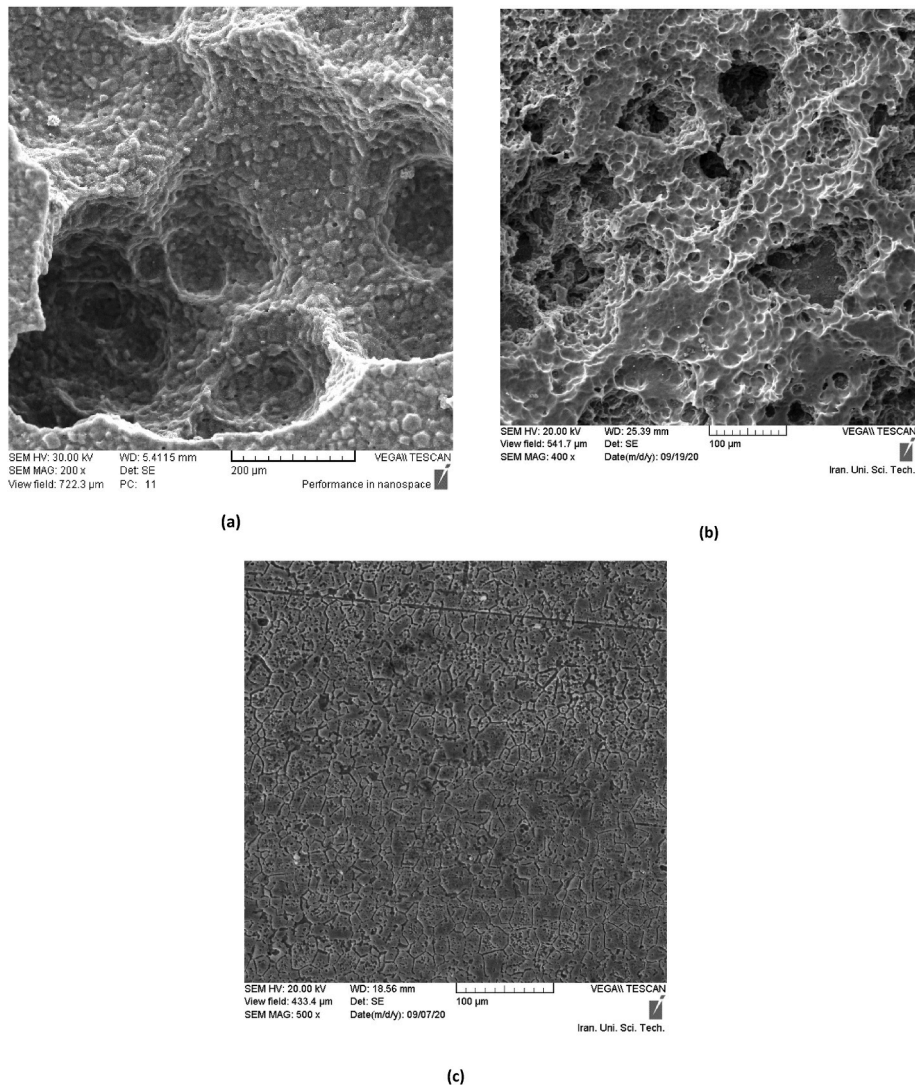 SEM HV: 30.00 kV WD: 5.4115 mm VEGA\\ TESCAN
SEM MAG: 200 x Det: SE 200 µm
View field: 722.3 µm PC: 11 Performance in nanospace
(a)
SEM HV: 20.00 kV WD: 25.39 mm VEGA\\ TESCAN
View field: 541.7 µm Det: SE 100 µm
SEM MAG: 400 x Date(m/d/y): 09/19/20
Iran. Uni. Sci. Tech.
(b)
SEM HV: 20.00 kV WD: 18.56 mm VEGA\\ TESCAN
View field: 433.4 µm Det: SE 100 µm
SEM MAG: 500 x Date(m/d/y): 09/07/20
Iran. Uni. Sci. Tech.
(c)